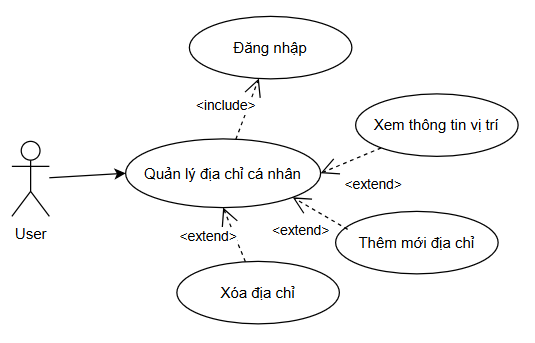 Đăng nhập
<include>
Xem thông tin vị trí
Quản lý địa chỉ cá nhân
<extend>
User
<extend>
<extend>
Thêm mới địa chỉ
Xóa địa chỉ